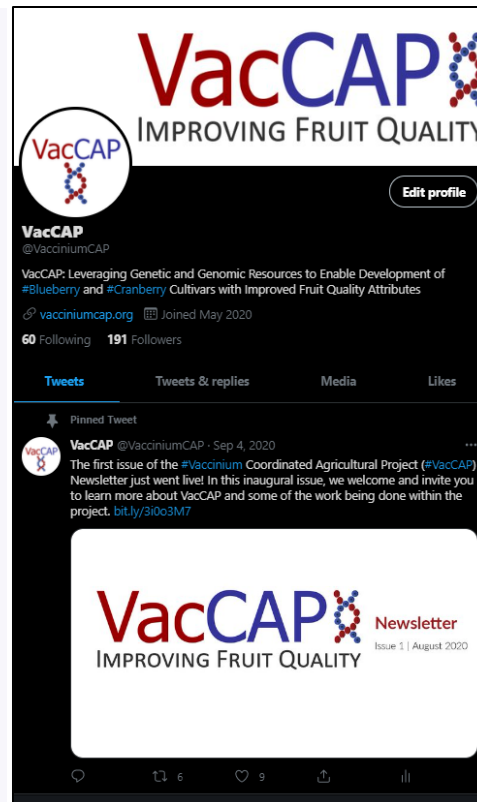 VacCAP
IMPROVING FRUIT QUALITY
VacCAP
Edit profile
VacCAP
@VacciniumCAP
VacCAP: Leveraging Genetic and Genomic Resources to Enable Development of
#Blueberry and #Cranberry Cultivars with Improved Fruit Quality Attributes
vacciniumcap.org Joined May 2020
60 Following 191 Followers
Tweets Tweets & replies Media Likes
Pinned Tweet
VacCAP
VacCAP @VacciniumCAP · Sep 4, 2020
The first issue of the #Vaccinium Coordinated Agricultural Project (#VacCAP)
Newsletter just went live! In this inaugural issue, we welcome and invite you
to learn more about VacCAP and some of the work being done within the
project. bit.ly/3i0o3M7
VacCAP
Newsletter
IMPROVING FRUIT QUALITY
Issue 1 | August 2020
6 9